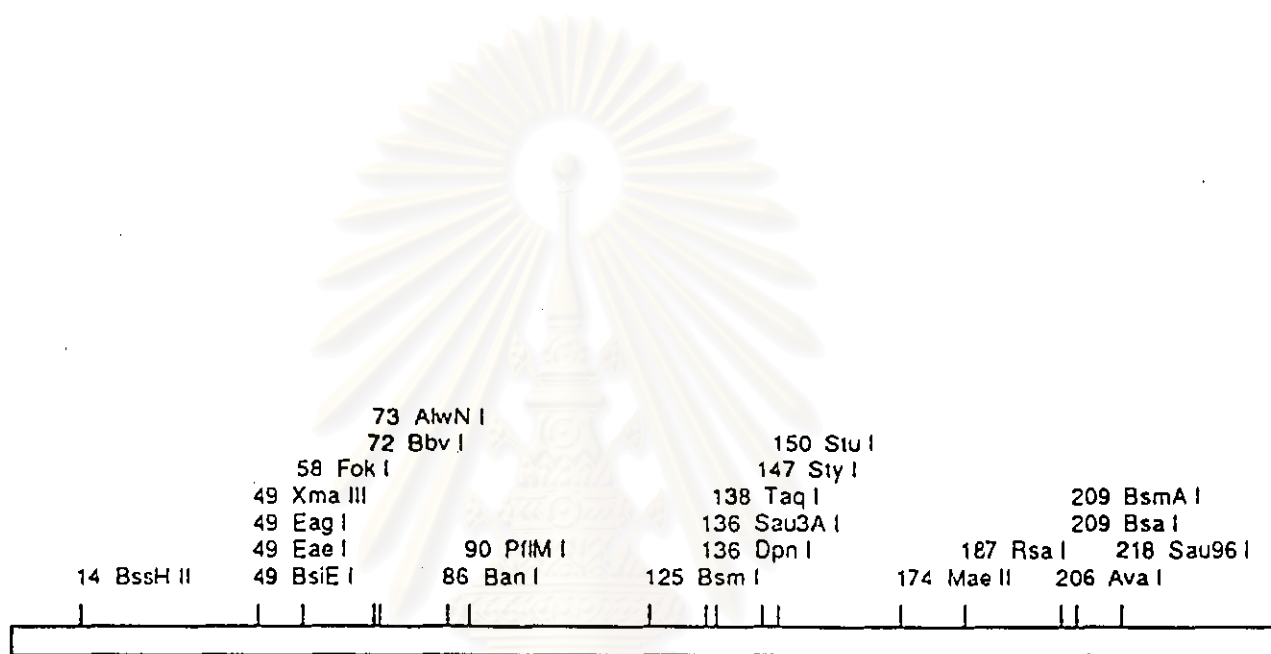 73 AlwN I
72 Bbv I 150 Stu I
58 Fok I 147 Sty I
49 Xma III 138 Taq I 209 BsmA I
49 Eag I 136 Sau3A I 209 Bsa I
49 Eae I 90 PflM I 136 Dpn I 187 Rsa I 218 Sau96 I
14 BssH II 49 BsiE I 86 Ban I 125 Bsm I 174 Mae II 206 Ava I